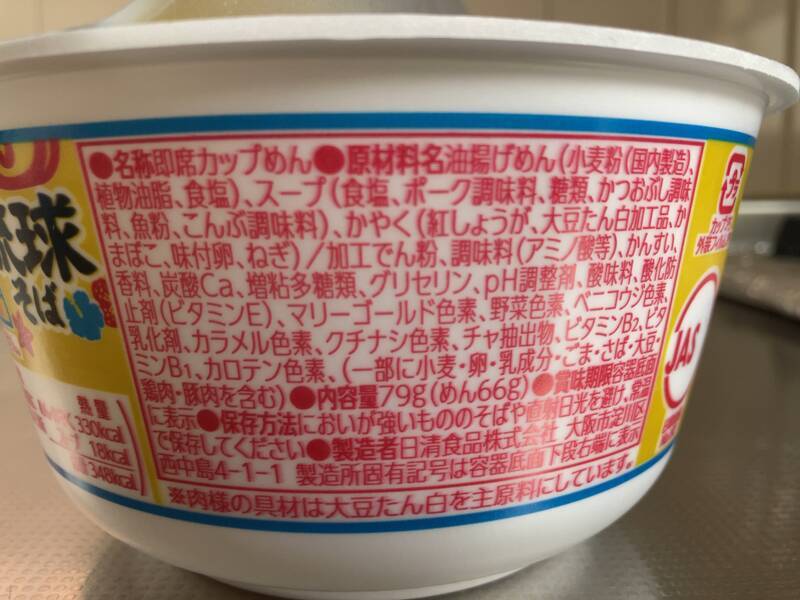 琉球
そば
●名称即席カップめん●原材料名油揚げめん(小麦粉(国内製造)、
植物油脂、食塩)、スープ(食塩、ポーク調味料、糖類、かつおぶし調味
料、魚粉、こんぶ調味料)、かやく(紅しょうが、大豆たん白加工品、か
まぼこ、味付卵、ねぎ)/加工でん粉、調味料(アミノ酸等)、かんすい、
香料、炭酸Ca、増粘多糖類、グリセリン、pH調整剤、酸味料、酸化防
止剤(ビタミンE)、マリーゴールド色素、野菜色素、ベニコウジ色素、
乳化剤、カラメル色素、クチナシ色素、チャ抽出物、ビタミンB₂、ビタ
ミンB₁、カロテン色素、(一部に小麦・卵・乳成分・ごま・さば・大豆・
鶏肉・豚肉を含む)●内容量79g(めん66g)●賞味期限容器底面
に表示●保存方法においが強いもののそばや直射日光を避け、常温
で保存してください●製造者日清食品株式会社 大阪市淀川区
西中島4-1-1 製造所固有記号は容器底面下段右端に表示
※肉様の具材は大豆たん白を主原料にしています。
熱量
330kcal
18kcal
348kcal
プラ
JAS